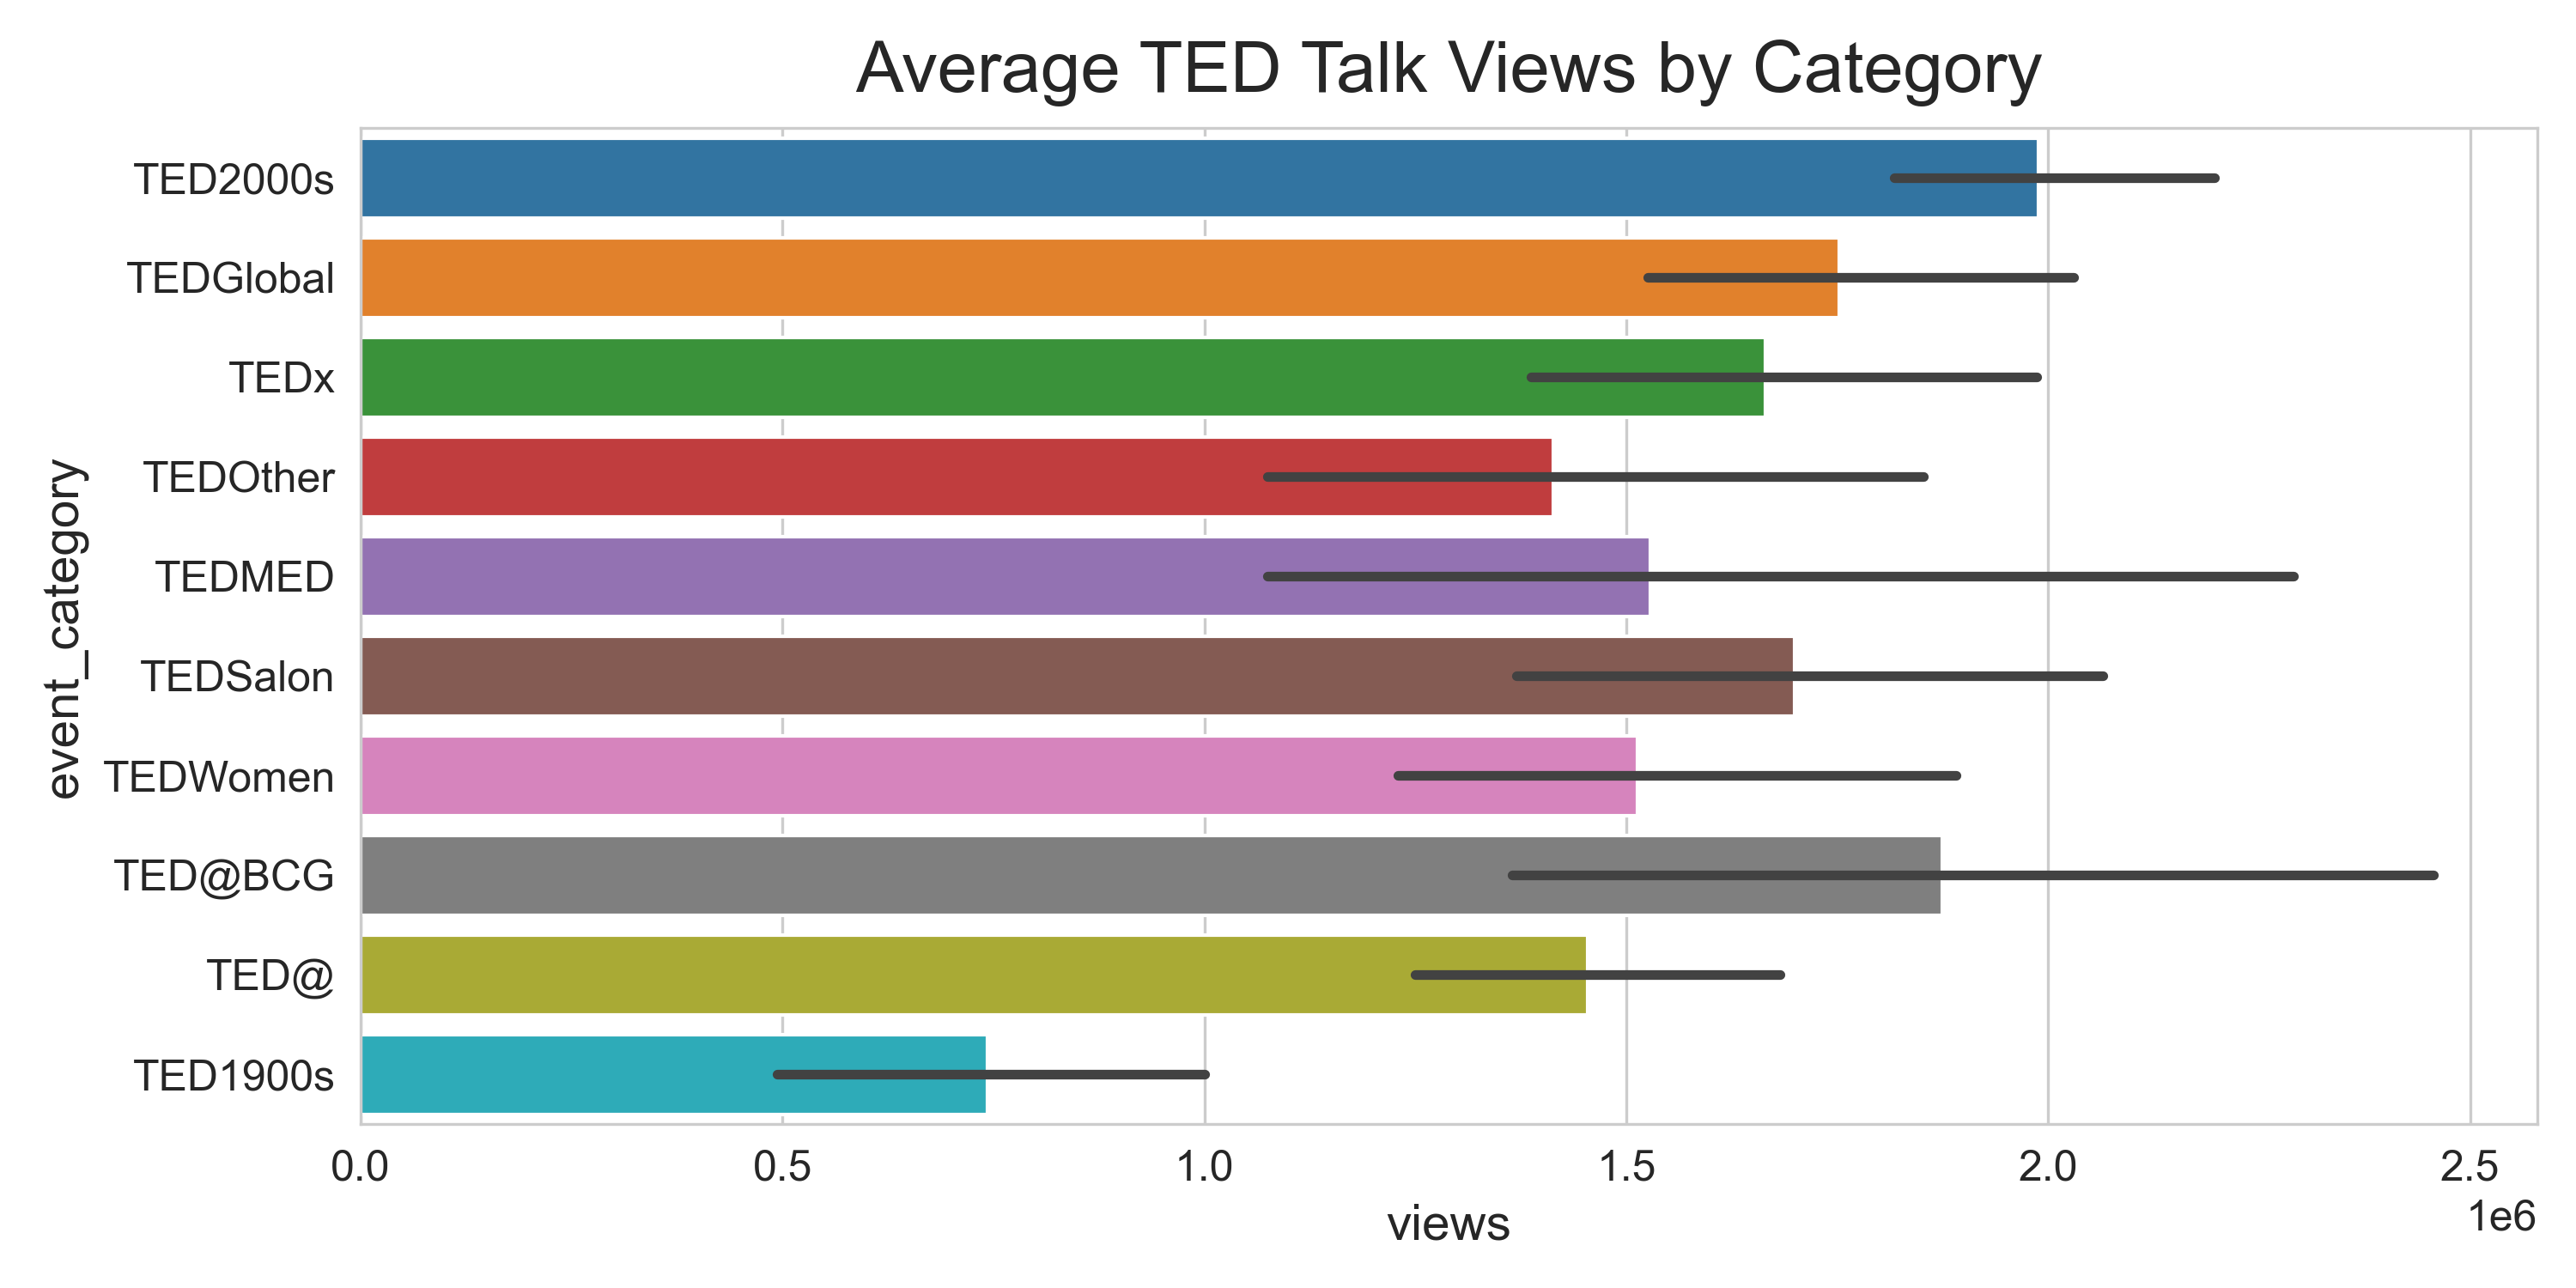 Average TED Talk Views by Category
event_category
TED2000s
TEDGlobal
TEDx
TEDOther
TEDMED
TEDSalon
TEDWomen
TED@BCG
TED@
TED1900s
0.0 0.5 1.0 1.5 2.0 2.5
1e6
views